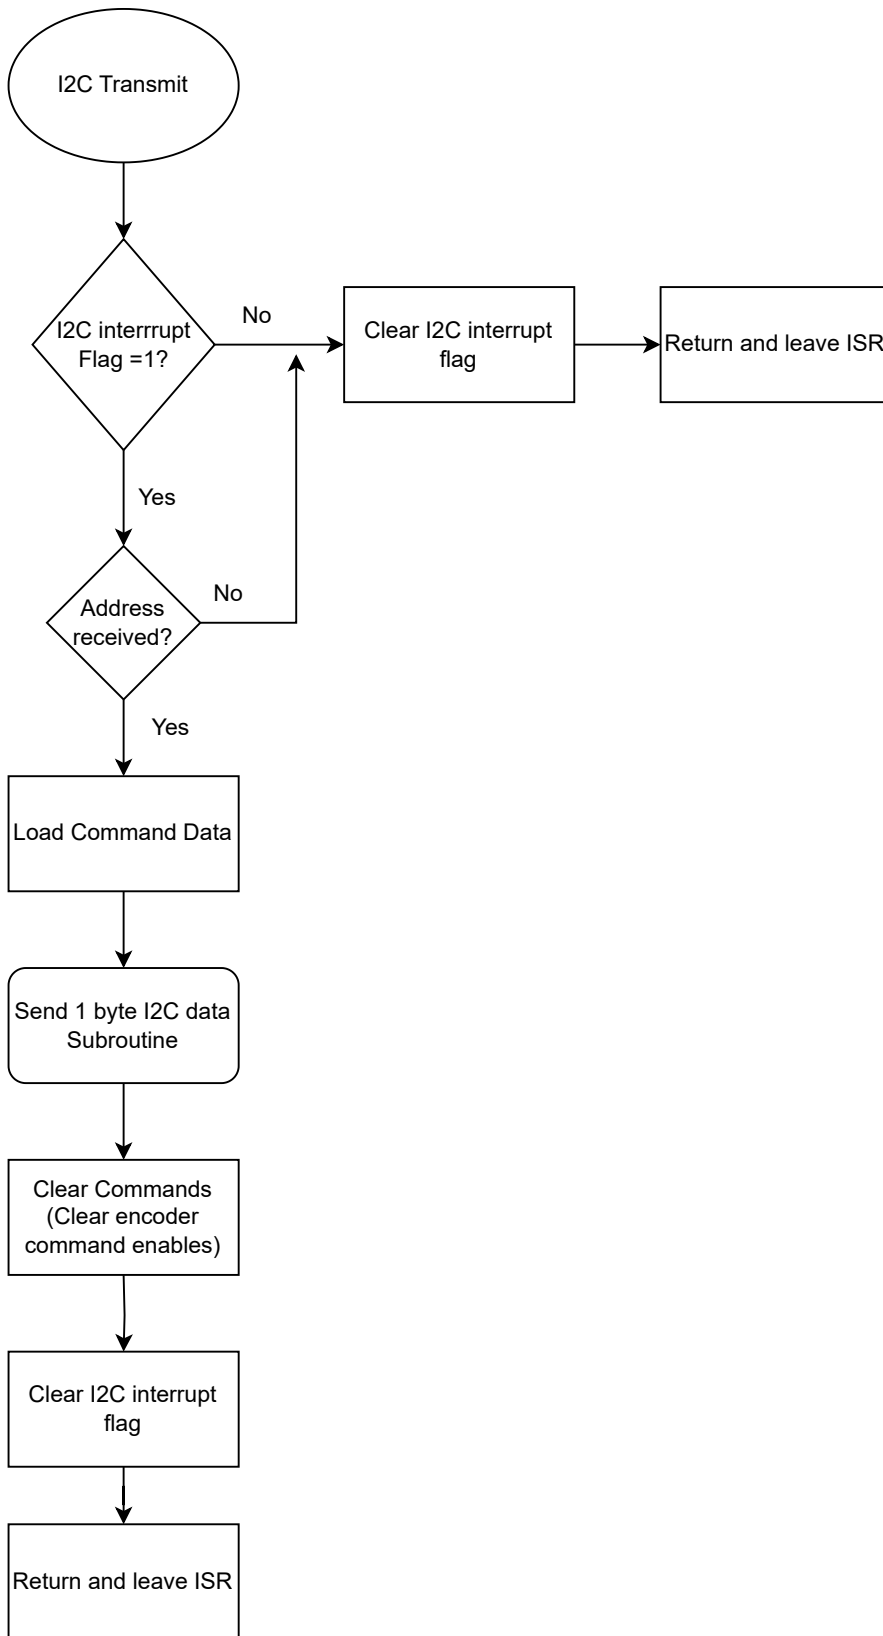 I2C Transmit
I2C interrrupt
Flag =1?
No
Clear I2C interrupt
flag
Return and leave ISR
Yes
Address
received?
No
Yes
Load Command Data
Send 1 byte I2C data
Subroutine
Clear Commands
(Clear encoder
command enables)
Clear I2C interrupt
flag
Return and leave ISR